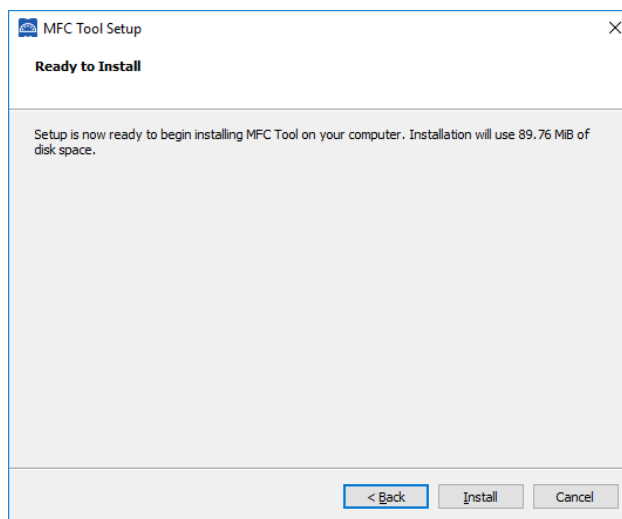 MFC Tool Setup
Ready to Install
Setup is now ready to begin installing MFC Tool on your computer. Installation will use 89.76 MiB of
disk space.
< Back
Install
Cancel